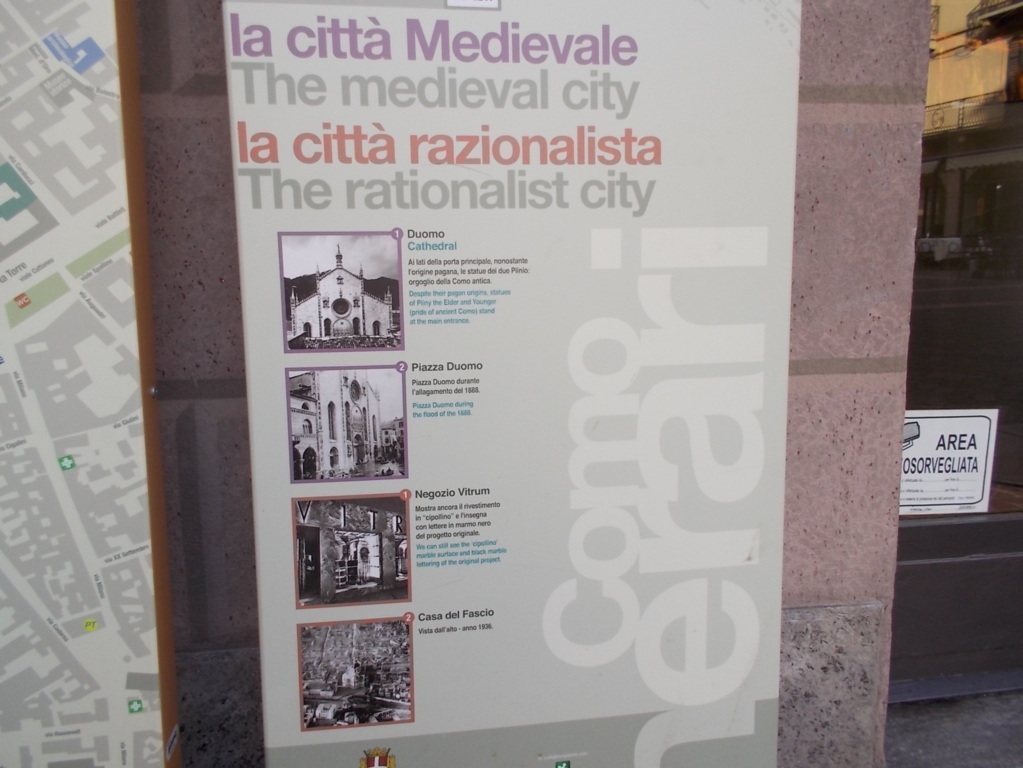 la città Medievale
The medieval city
la città razionalista
The rationalist city
1 Duomo
Cathedral
Ai lati della porta principale, nonostante
l'origine pagana, le statue dei due Plinio:
orgoglio della Como antica.
Despite their pagan origins, statues
of Pliny the Elder and Younger
(pride of ancient Como) stand
at the main entrance.
2 Piazza Duomo
Piazza Duomo durante
l'allagamento del 1888.
Piazza Duomo during
the flood of the 1888.
1 Negozio Vitrum
Mostra ancora il rivestimento
in "cipollino" e l'insegna
con lettere in marmo nero
del progetto originale.
We can still see the 'cipollino'
marble surface and black marble
lettering of the original project.
VITR
2 Casa del Fascio
Vista dall'alto - anno 1936.
Como
nerari
AREA
OSORVEGLIATA
PT